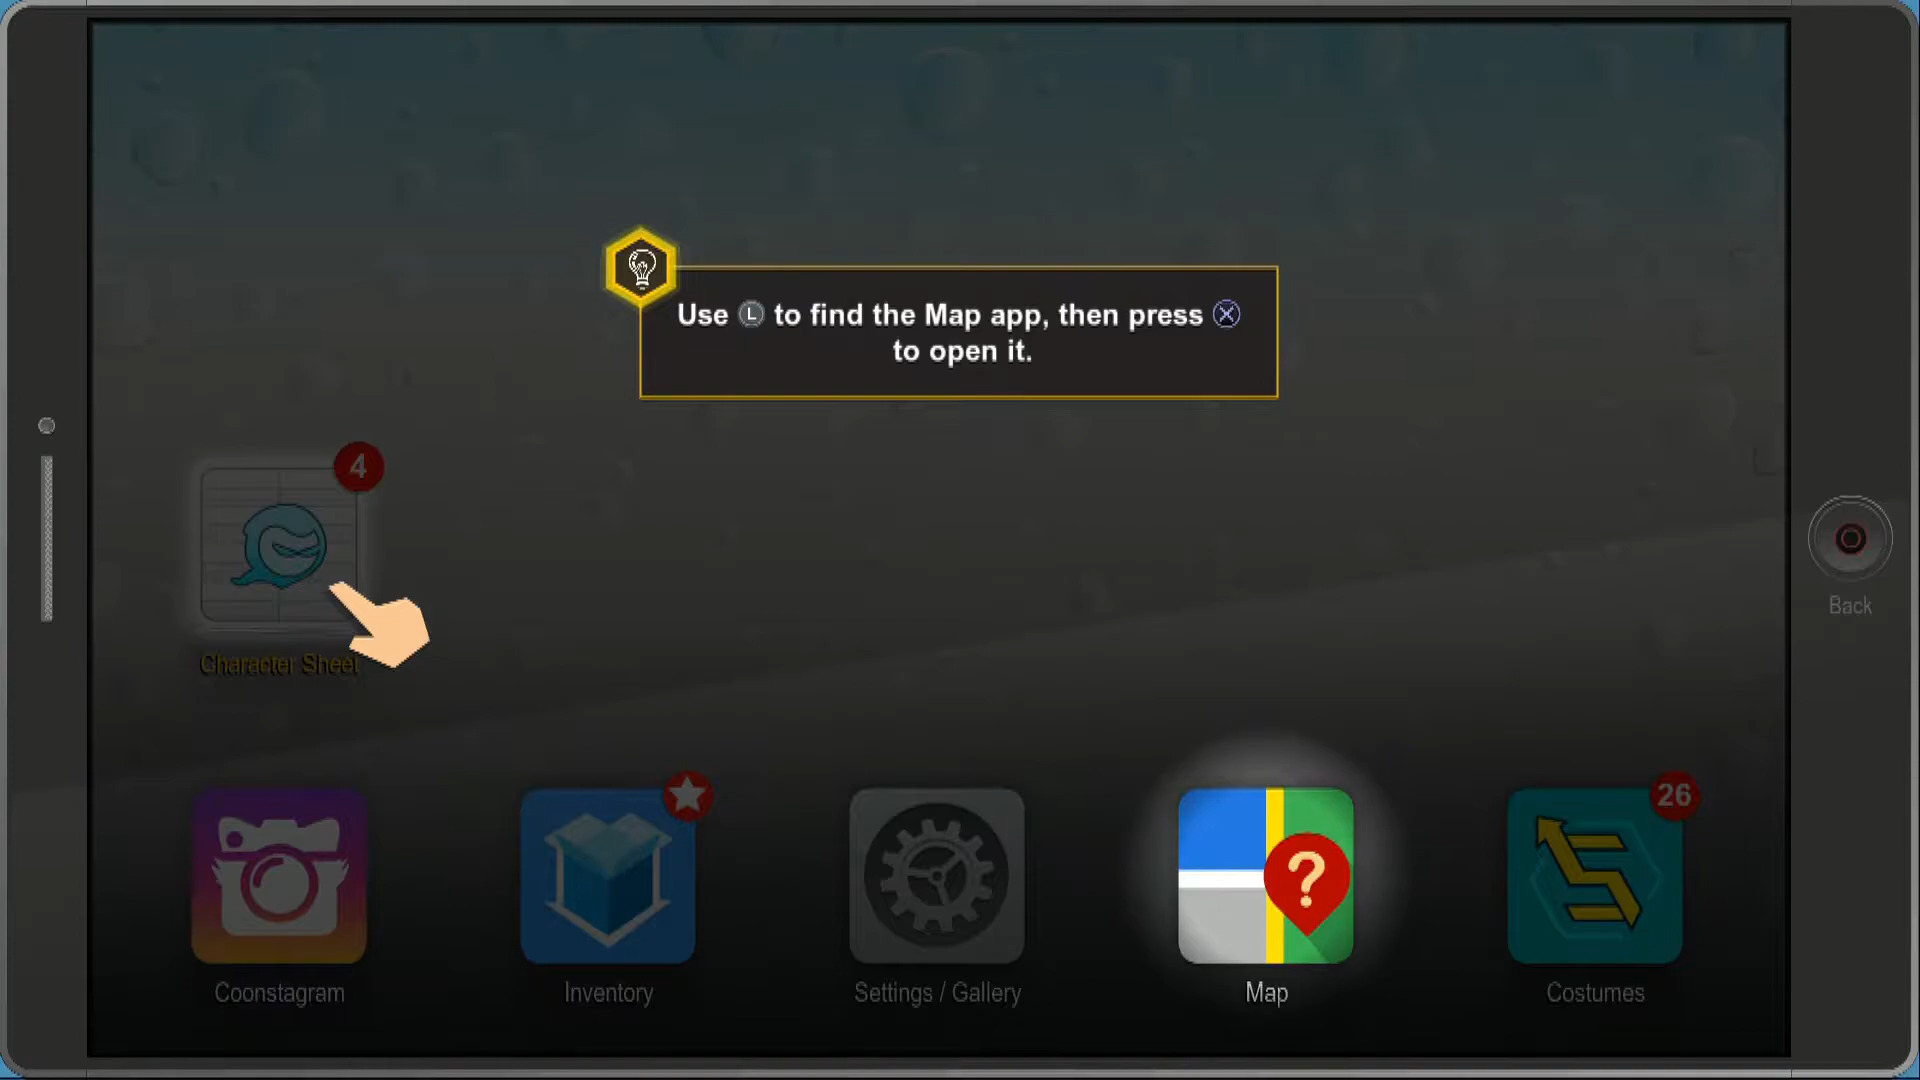 Use L to find the Map app, then press X
to open it.
4
Character Sheet
Back
26
?
Coonstagram
Inventory
Settings / Gallery
Map
Costumes